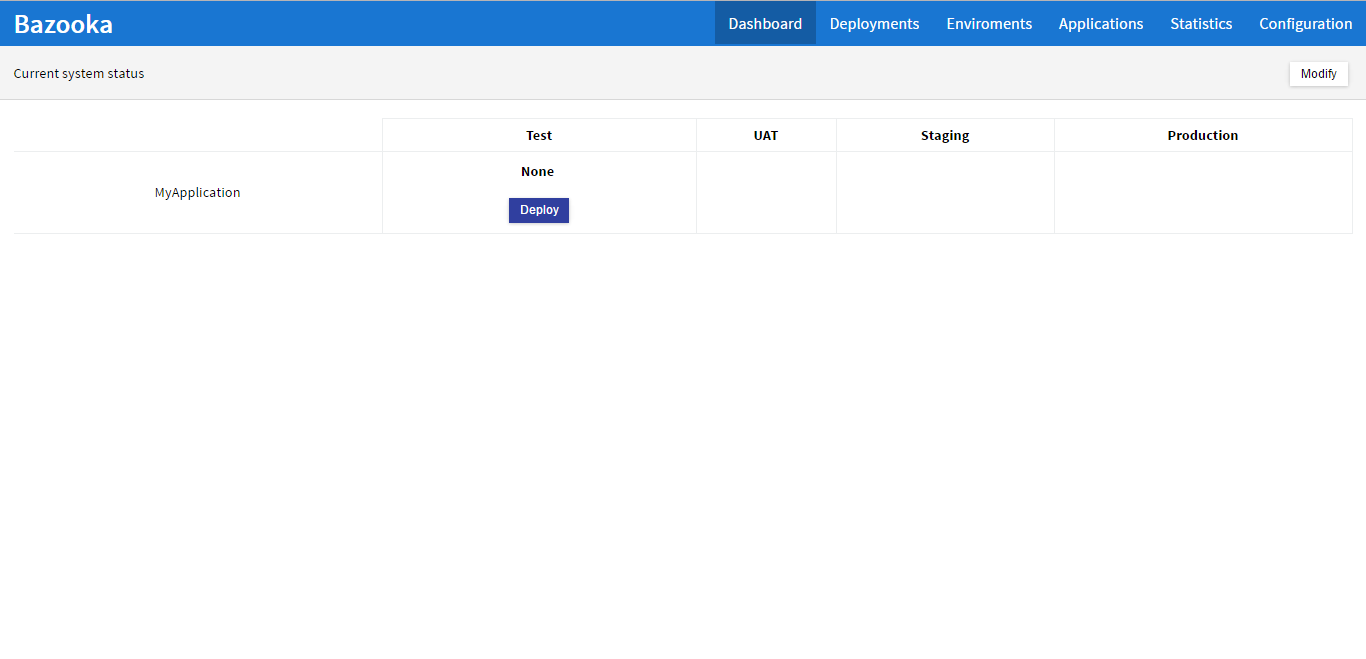 Bazooka Dashboard Deployments Enviroments Applications Statistics Configuration
Current system status Modify
Test UAT Staging Production
None
MyApplication
Deploy